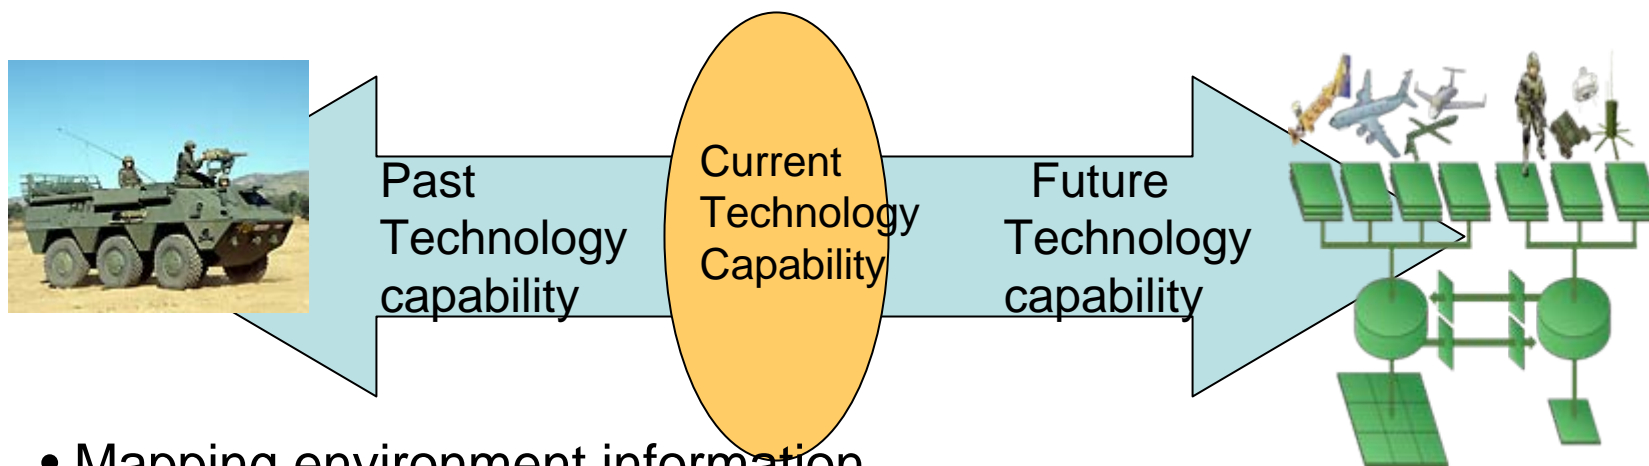 Past
Technology
capability
Current
Technology
Capability
Future
Technology
capability
• Mapping environment information